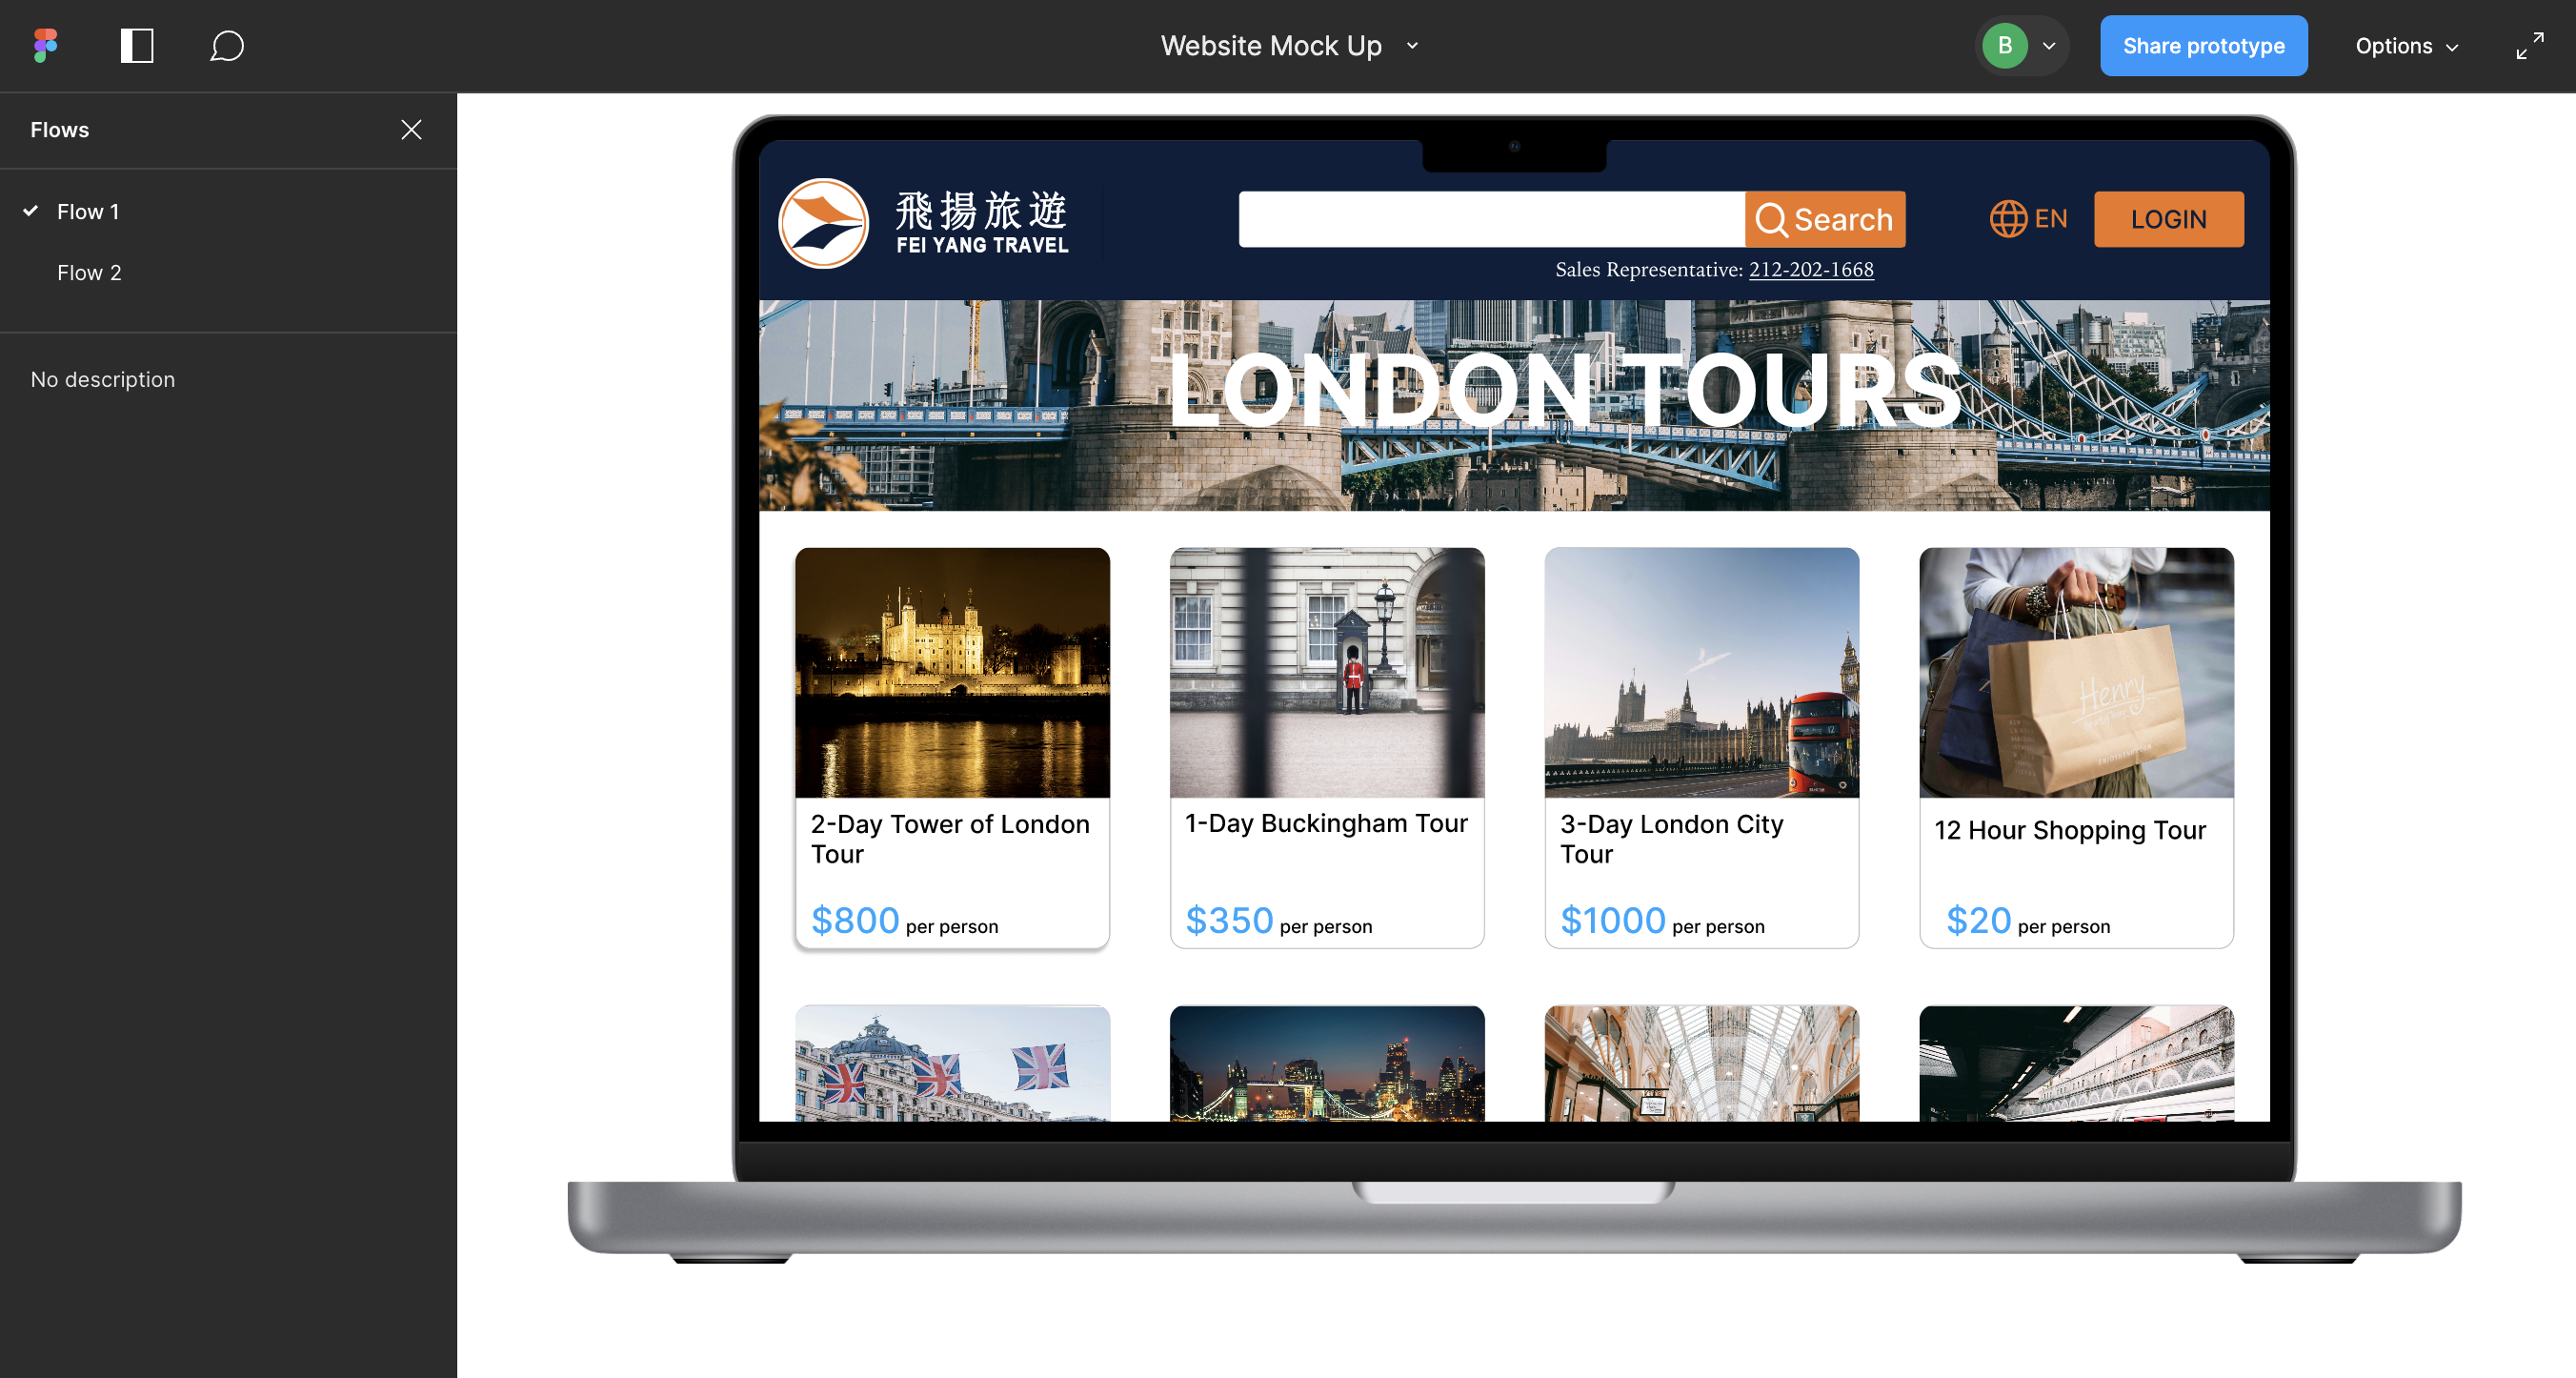 Website Mock Up
B
Share prototype
Options
Flows
Flow 1
Flow 2
No description
飛揚旅遊
FEI YANG TRAVEL
Search
EN
LOGIN
Sales Representative: 212-202-1668
LONDON TOURS
Henry
2-Day Tower of London
Tour
$800 per person
1-Day Buckingham Tour
$350 per person
3-Day London City
Tour
$1000 per person
12 Hour Shopping Tour
$20 per person